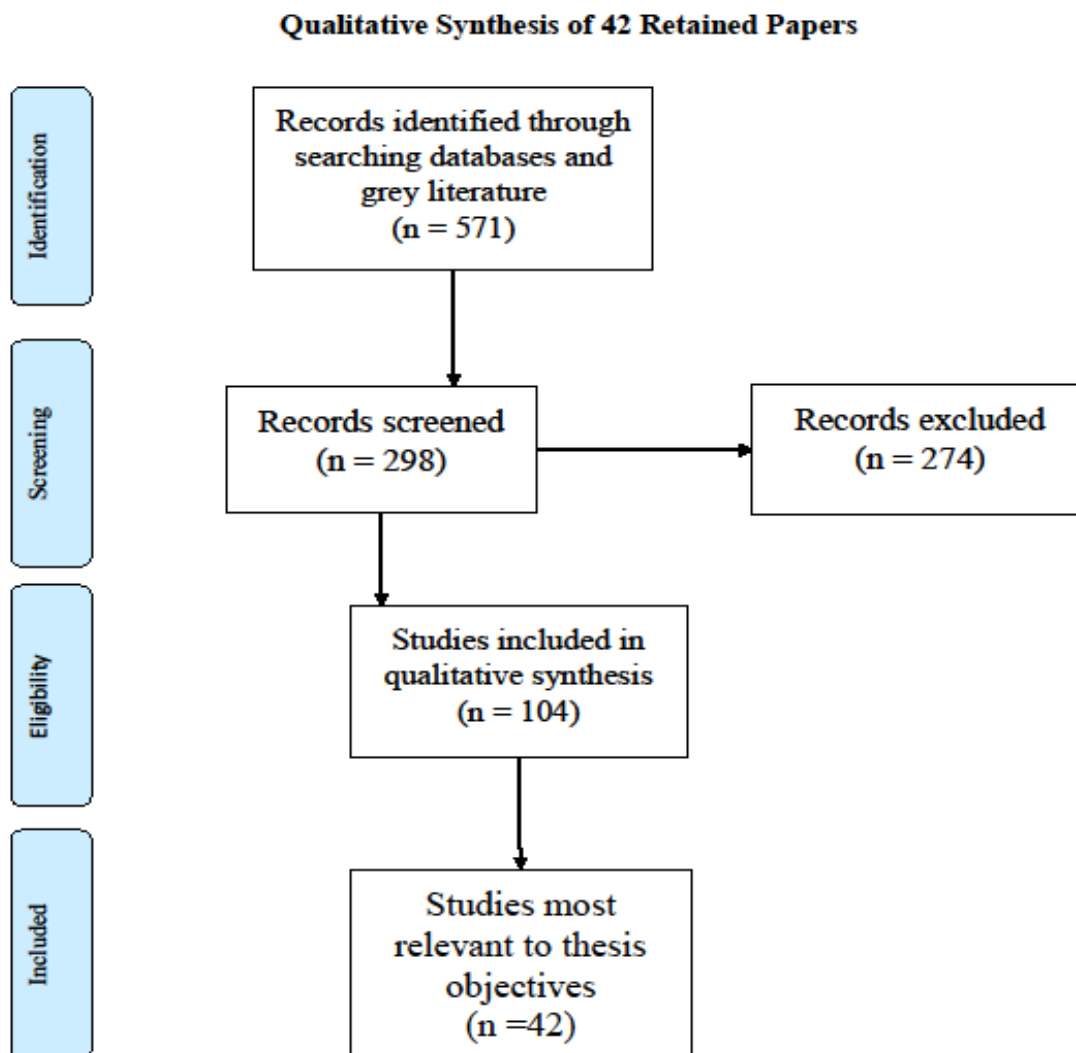 Qualitative Synthesis of 42 Retained Papers
Identification
Records identified through
searching databases and
grey literature
(n = 571)
Screening
Records screened
(n = 298)
Records excluded
(n = 274)
Eligibility
Studies included in
qualitative synthesis
(n = 104)
Included
Studies most
relevant to thesis
objectives
(n =42)